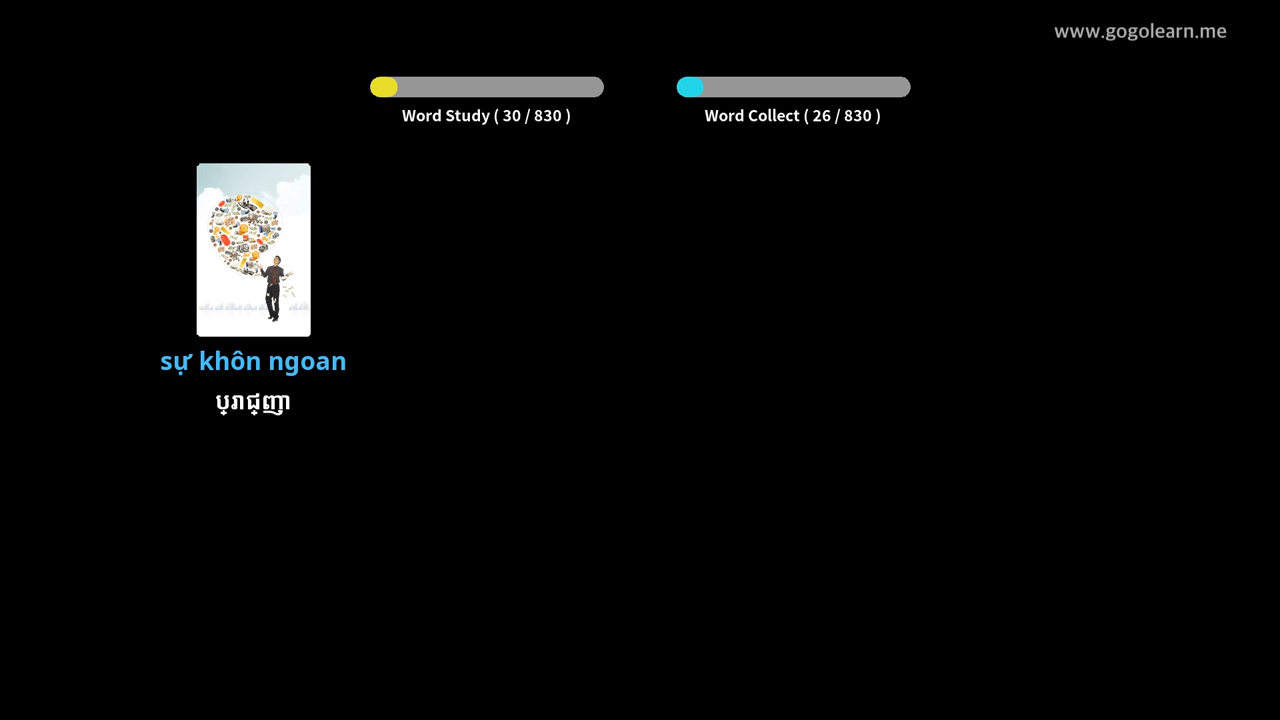 www.gogolearn.me
Word Study ( 30 / 830 )
Word Collect ( 26 / 830 )
sự khôn ngoan
ប្រាជ្ញា